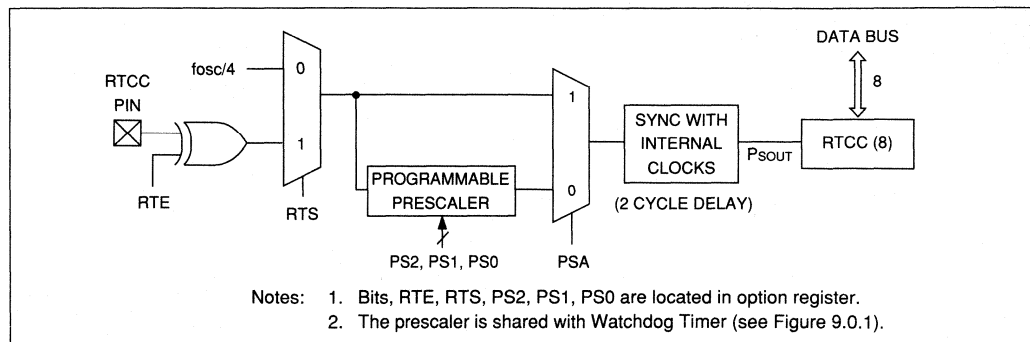 DATA BUS
8
fosc/4
0
RTCC
PIN
1
RTE
RTS
PROGRAMMABLE
PRESCALER
PS2, PS1, PS0
1
0
PSA
SYNC WITH
INTERNAL
CLOCKS
(2 CYCLE DELAY)
PSOUT
RTCC (8)
Notes: 1. Bits, RTE, RTS, PS2, PS1, PS0 are located in option register.
2. The prescaler is shared with Watchdog Timer (see Figure 9.0.1).